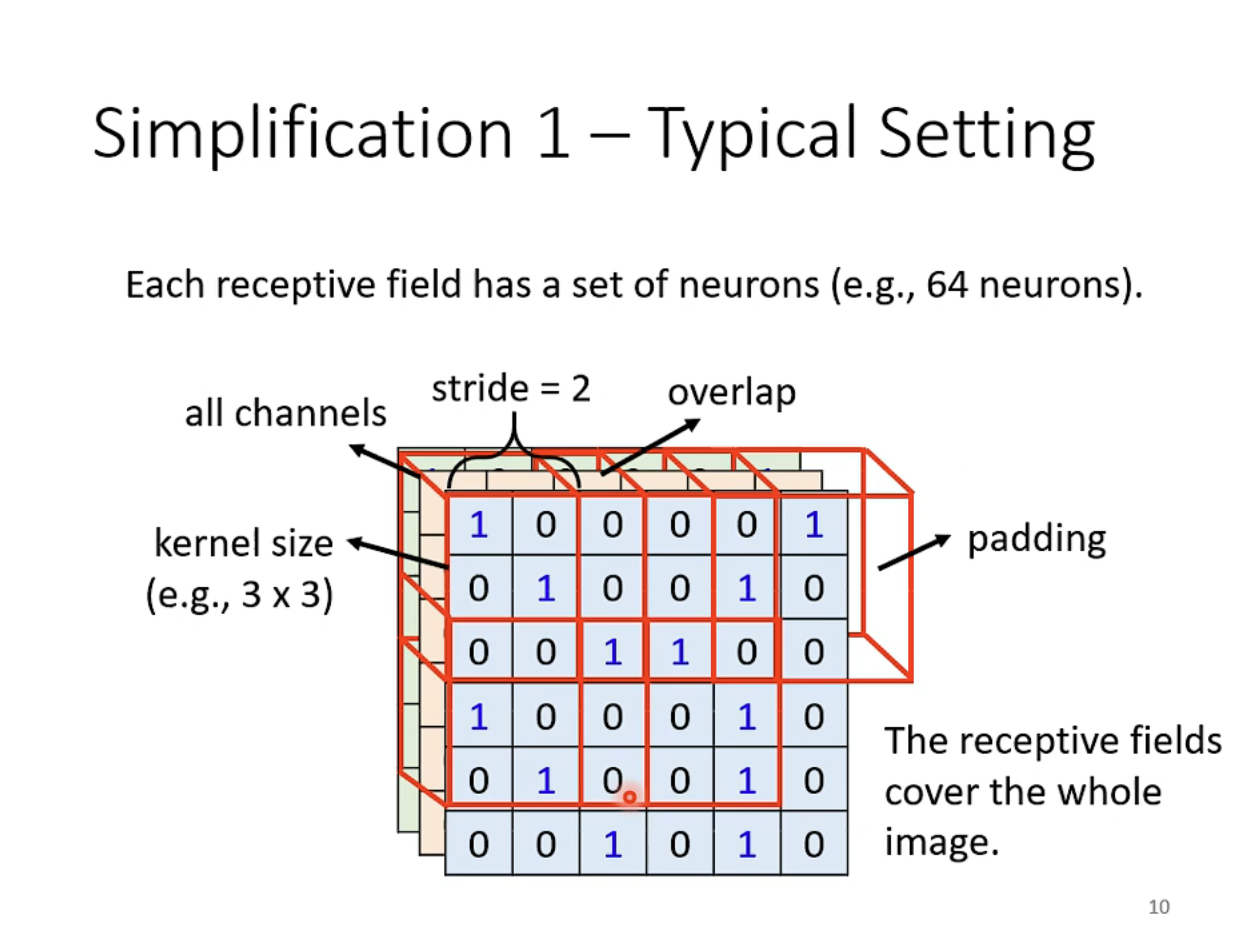 Simplification 1 – Typical Setting
Each receptive field has a set of neurons (e.g., 64 neurons).
stride = 2
overlap
all channels
kernel size
(e.g., 3 x 3)
padding
1 0 0 0 0 1
0 1 0 0 1 0
0 0 1 1 0 0
1 0 0 0 1 0
0 1 0 0 1 0
0 0 1 0 1 0
The receptive fields
cover the whole
image.
10